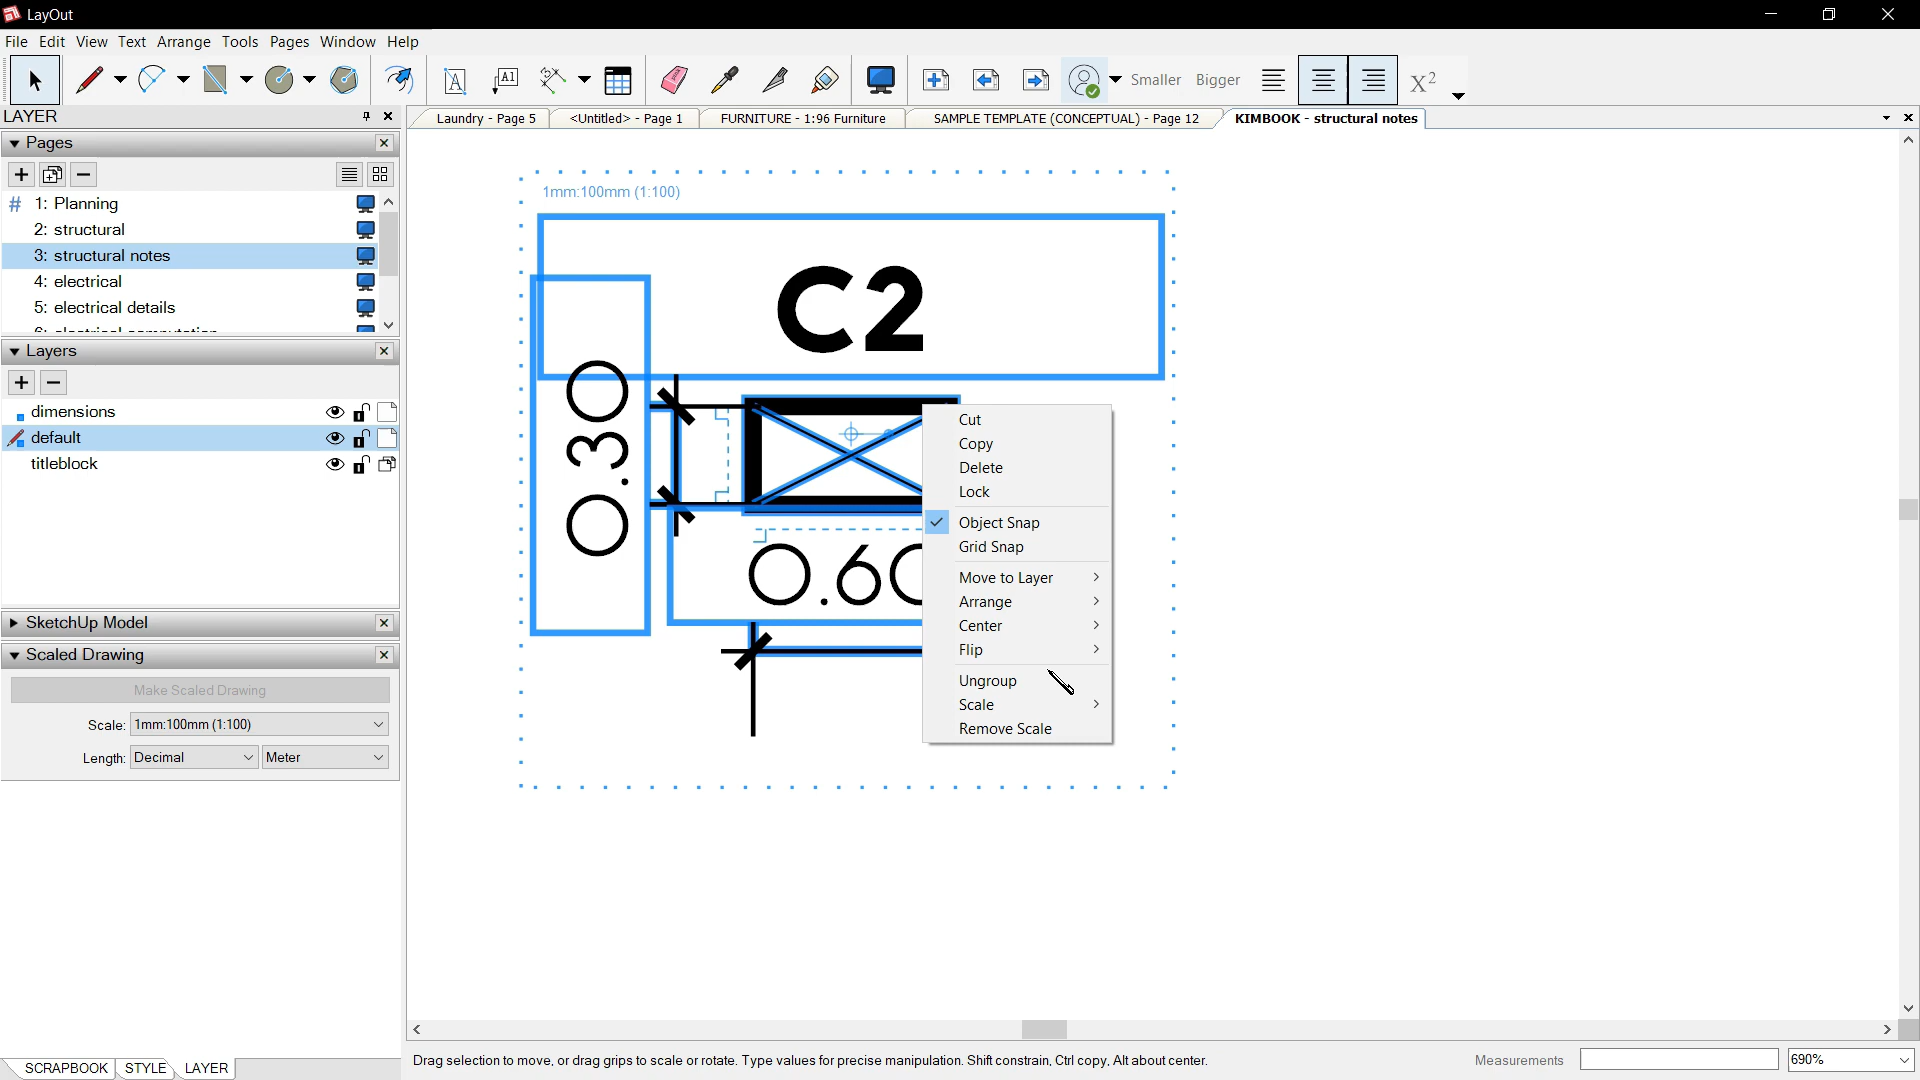 LayOut
File Edit View Text Arrange Tools Pages Window Help
A A1 Smaller Bigger X2
LAYER
Laundry - Page 5 <Untitled> - Page 1 FURNITURE - 1:96 Furniture SAMPLE TEMPLATE (CONCEPTUAL) - Page 12 KIMBOOK - structural notes
Pages
# 1: Planning
2: structural
3: structural notes
4: electrical
5: electrical details
6: electrical computation
Layers
dimensions
default
titleblock
SketchUp Model
Scaled Drawing
Make Scaled Drawing
Scale: 1mm:100mm (1:100)
Length: Decimal Meter
SCRAPBOOK STYLE LAYER
1mm:100mm (1:100)
C2
0.30
0.60
Cut
Copy
Delete
Lock
Object Snap
Grid Snap
Move to Layer
Arrange
Center
Flip
Ungroup
Scale
Remove Scale
Drag selection to move, or drag grips to scale or rotate. Type values for precise manipulation. Shift constrain, Ctrl copy, Alt about center.
Measurements 690%